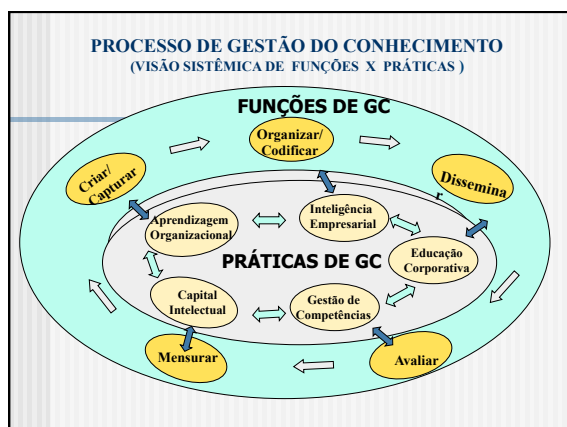 PROCESSO DE GESTÃO DO CONHECIMENTO
(VISÃO SISTÊMICA DE FUNÇÕES X PRÁTICAS )
FUNÇÕES DE GC
Organizar/
Codificar
Criar/
Capturar
Dissemina
r
Aprendizagem
Organizacional
Inteligência
Empresarial
PRÁTICAS DE GC
Educação
Corporativa
Capital
Intelectual
Gestão de
Competências
Mensurar
Avaliar